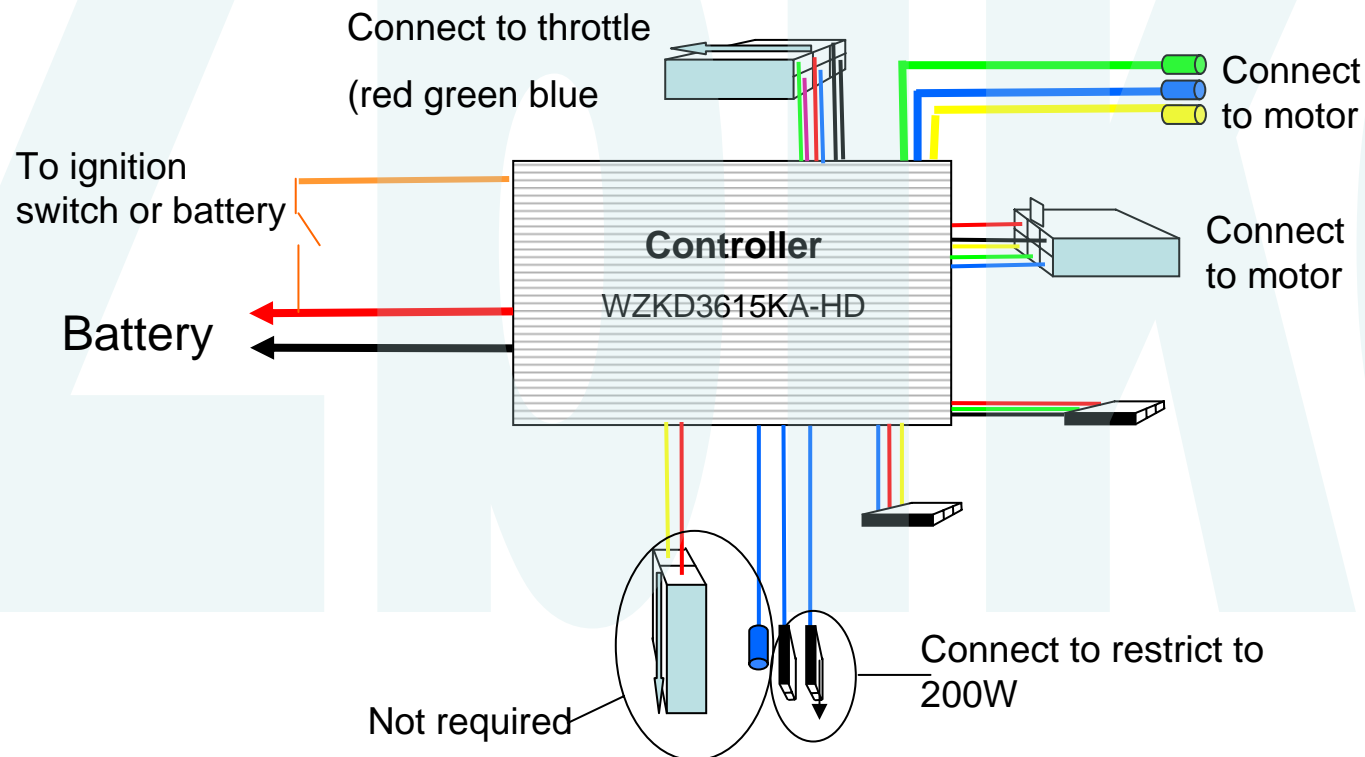 Connect to throttle
(red green blue
Connect
to motor
To ignition
switch or battery
Controller
WZKD3615KA-HD
Connect
to motor
Battery
Connect to restrict to
200W
Not required